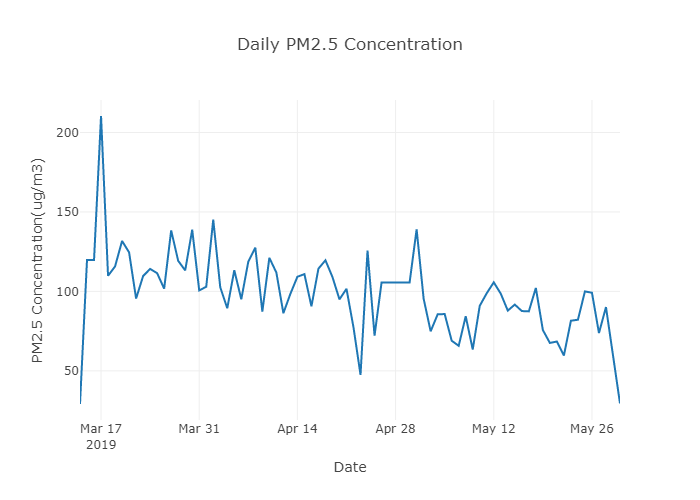 Daily PM2.5 Concentration
PM2.5 Concentration(ug/m3)
200
150
100
50
Mar 17
2019
Mar 31
Apr 14
Apr 28
May 12
May 26
Date